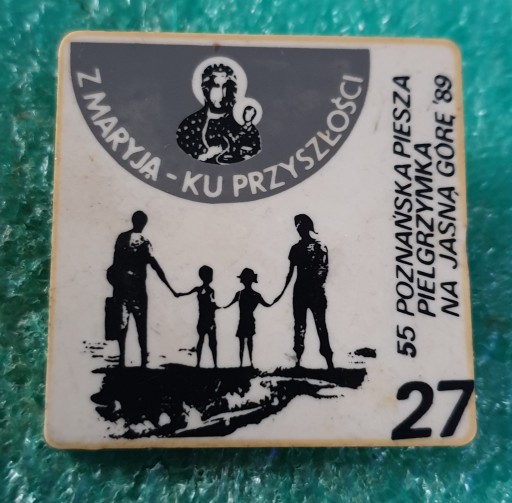 Z MARYJĄ - KU PRZYSZŁOŚCI
55 POZNAŃSKA PIESZA
PIELGRZYMKA
NA JASNĄ GÓRĘ '89
27